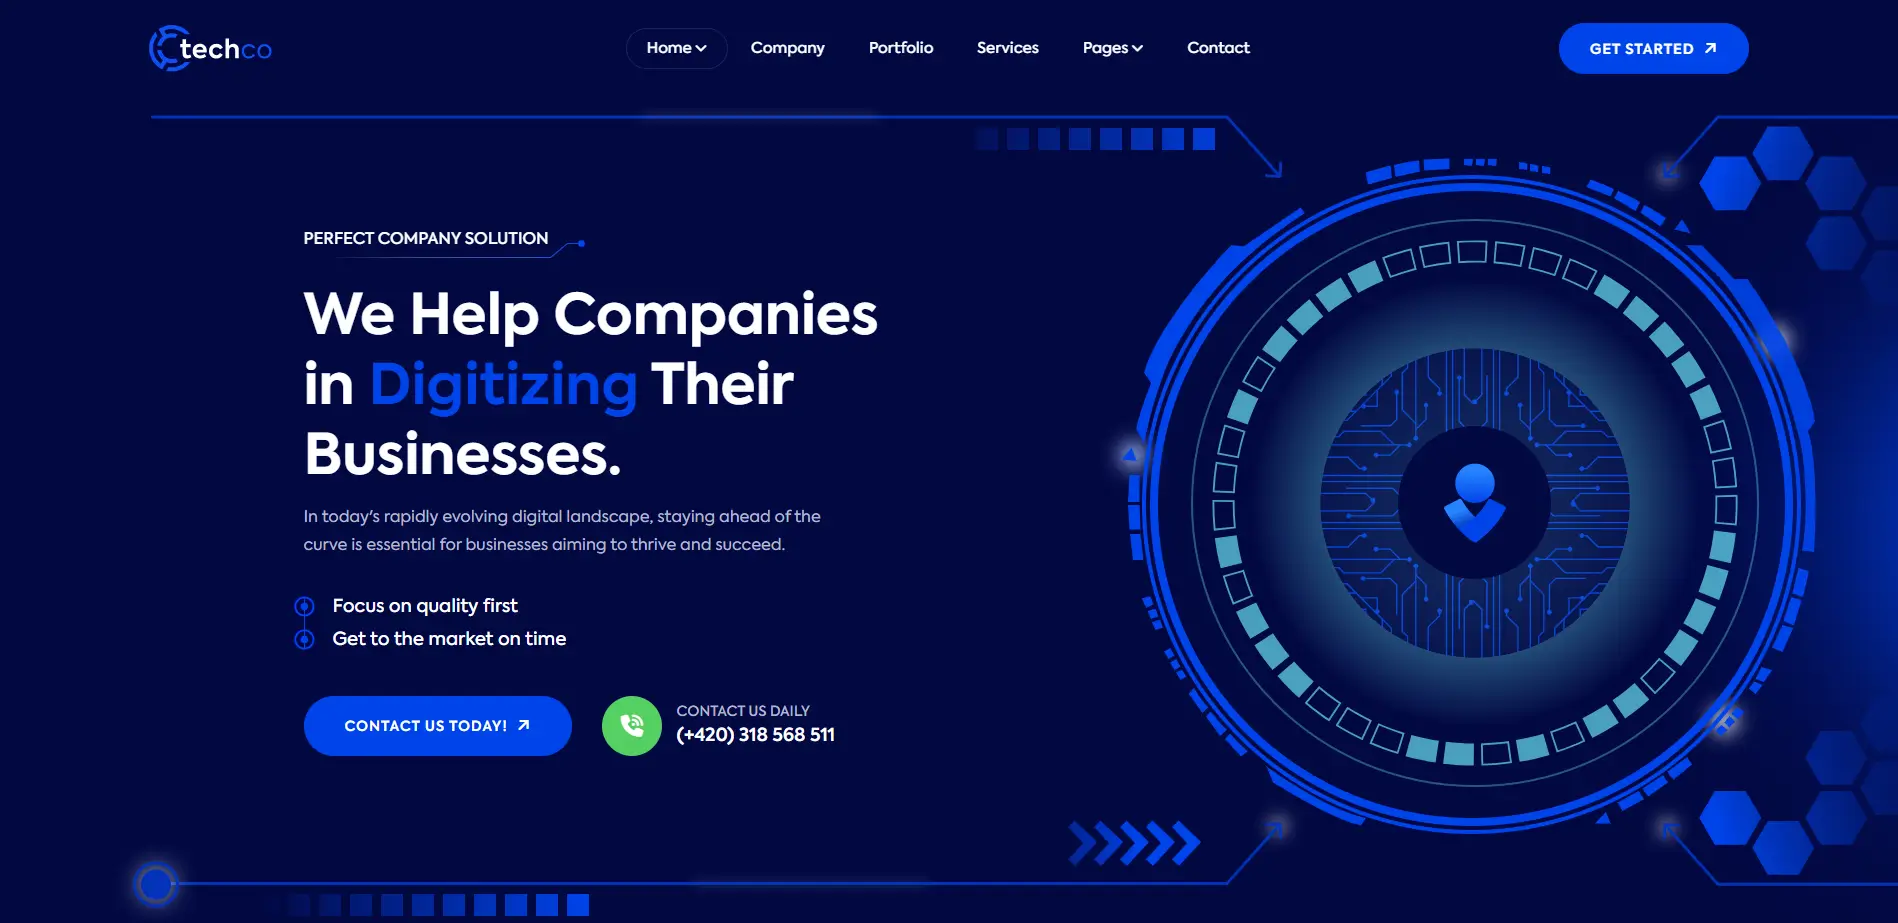 techco
Home
Company
Portfolio
Services
Pages
Contact
GET STARTED
PERFECT COMPANY SOLUTION
We Help Companies
in Digitizing Their
Businesses.
In today's rapidly evolving digital landscape, staying ahead of the
curve is essential for businesses aiming to thrive and succeed.
Focus on quality first
Get to the market on time
CONTACT US TODAY!
CONTACT US DAILY
(+420) 318 568 511